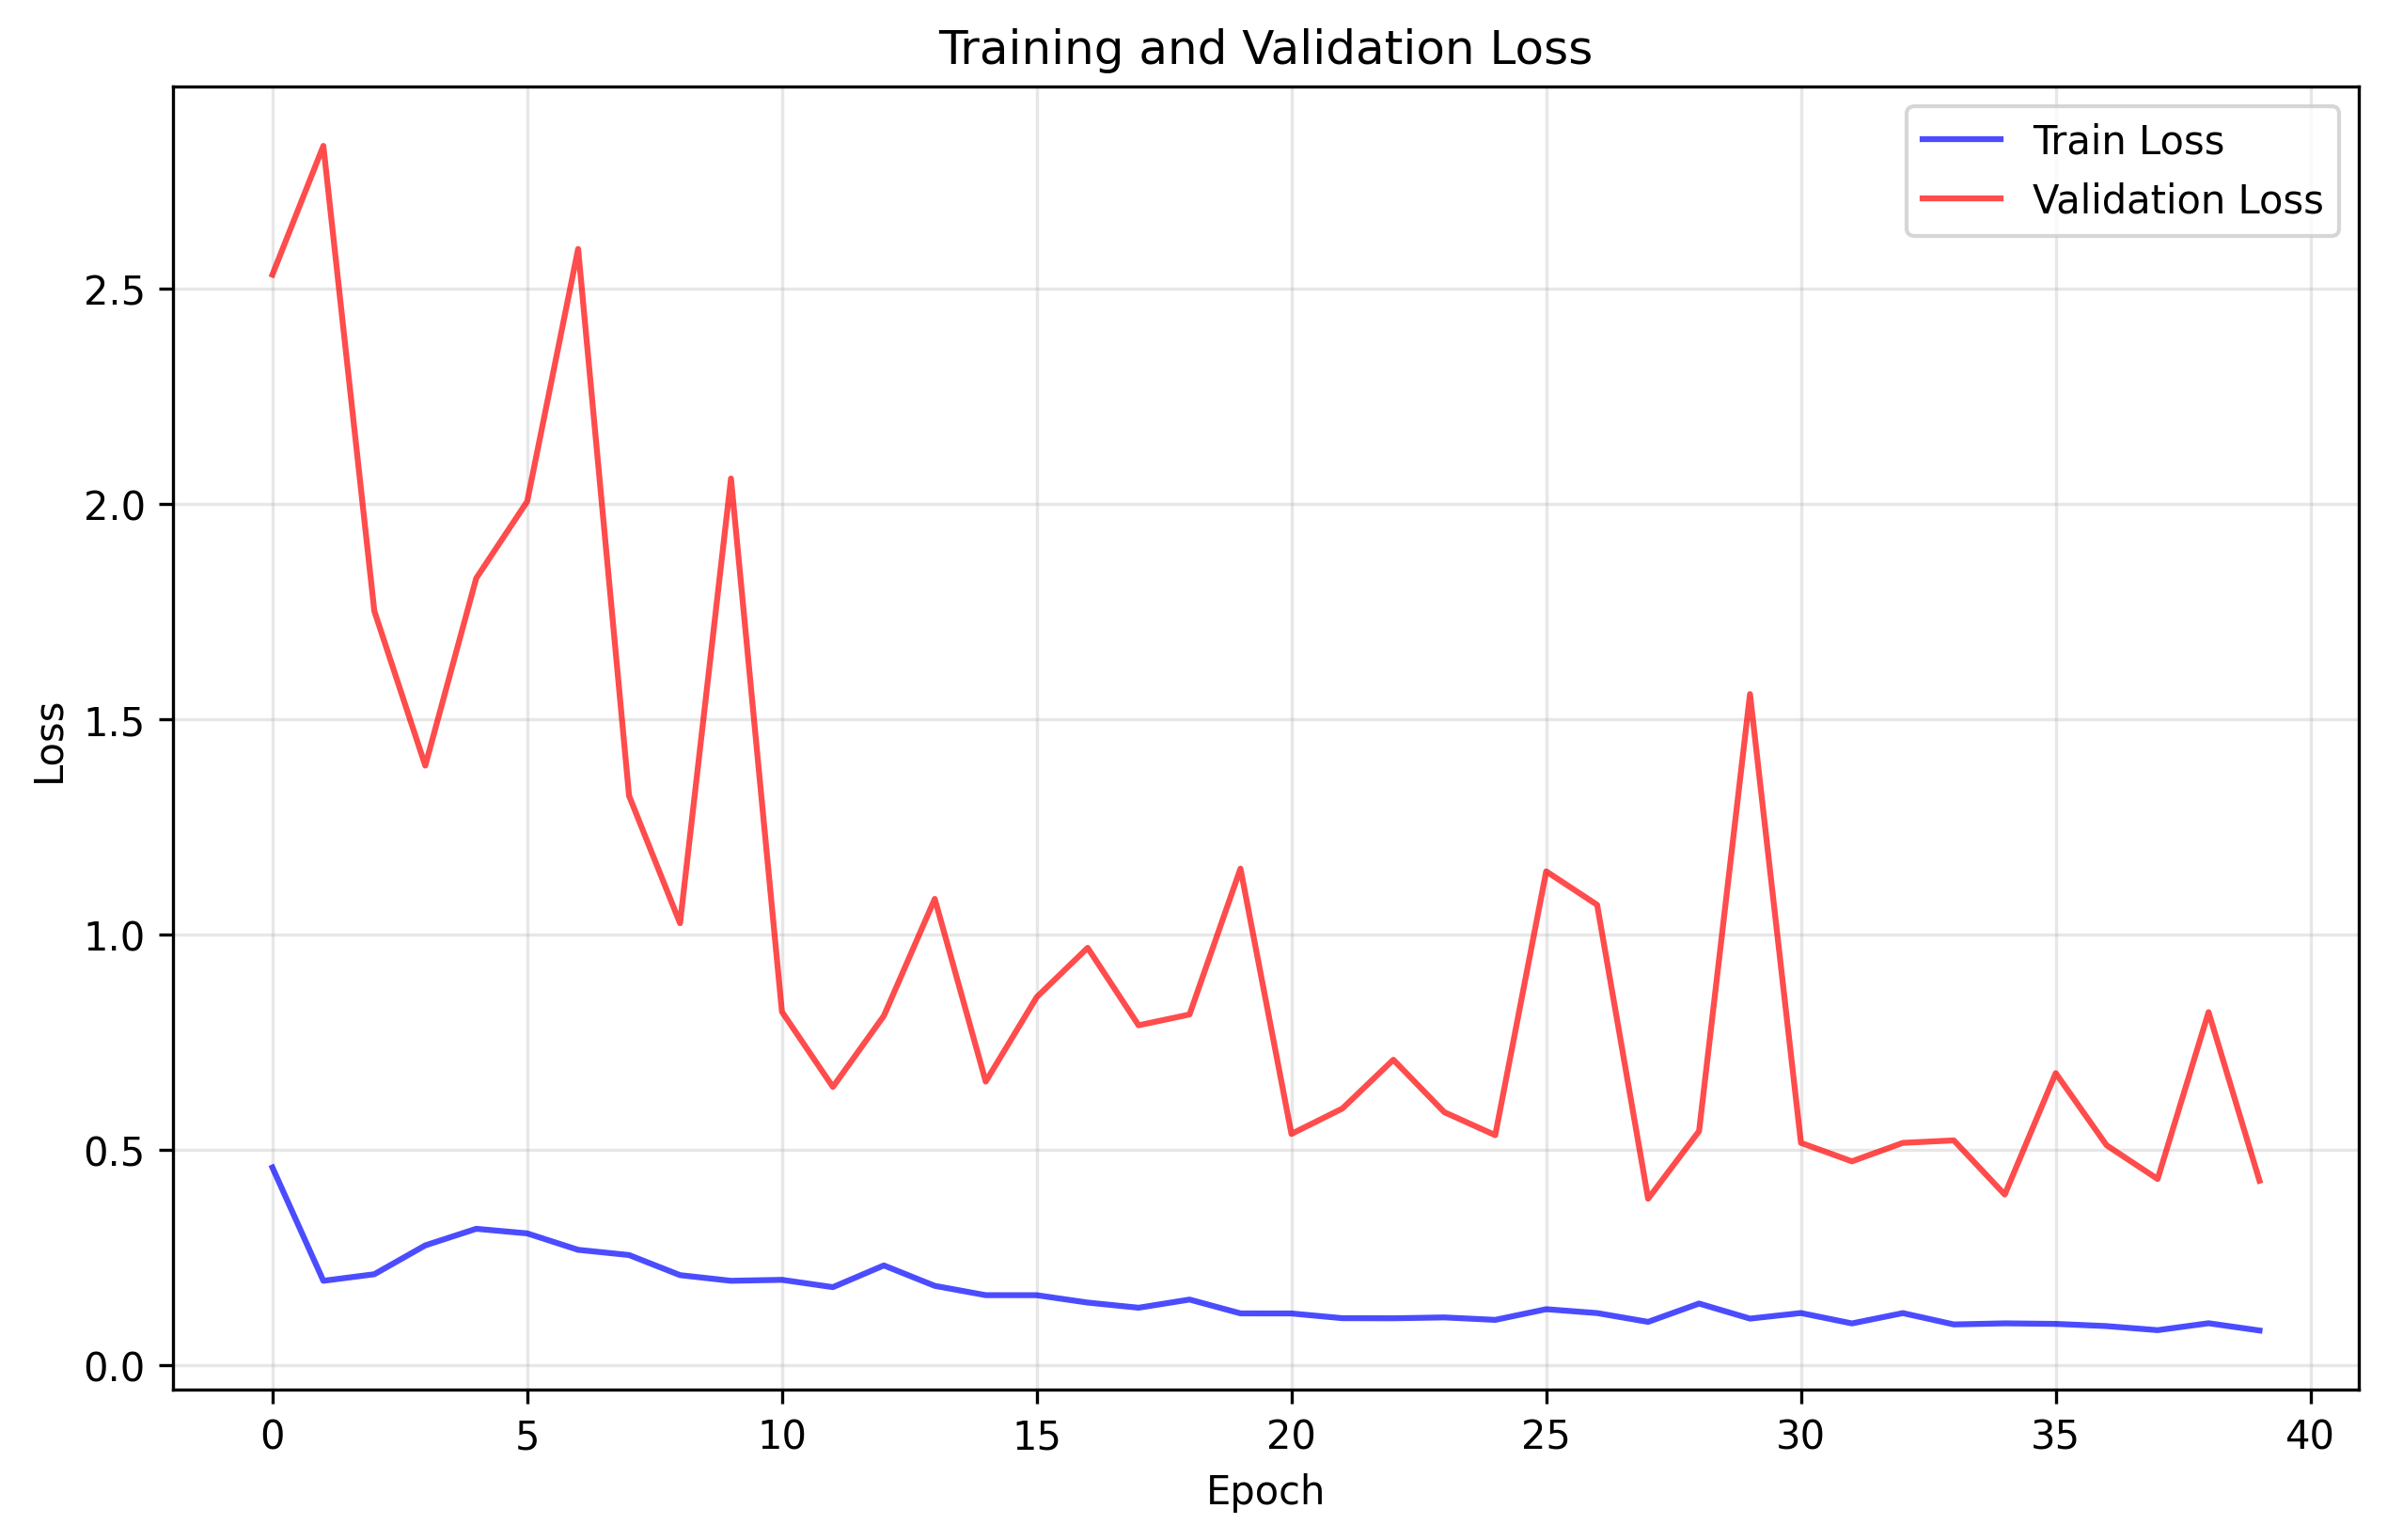 Training and Validation Loss
Train Loss
Validation Loss
2.5
2.0
1.5
1.0
0.5
0.0
Loss
0 5 10 15 20 25 30 35 40
Epoch